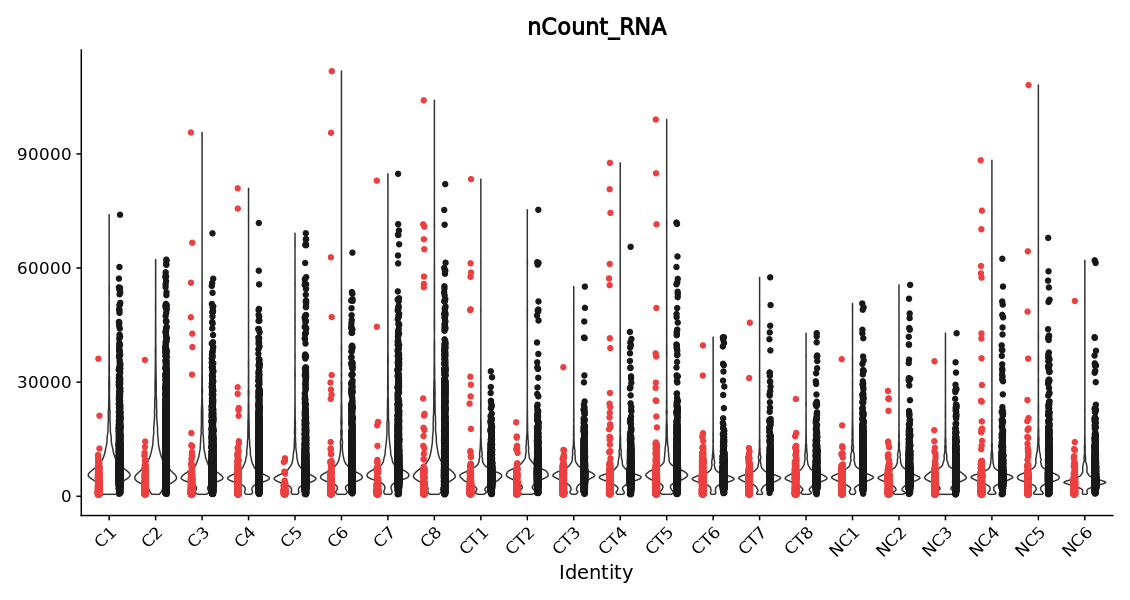 nCount_RNA
90000
60000
30000
0
C1 C2 C3 C4 C5 C6 C7 C8 CT1 CT2 CT3 CT4 CT5 CT6 CT7 CT8 NC1 NC2 NC3 NC4 NC5 NC6
Identity